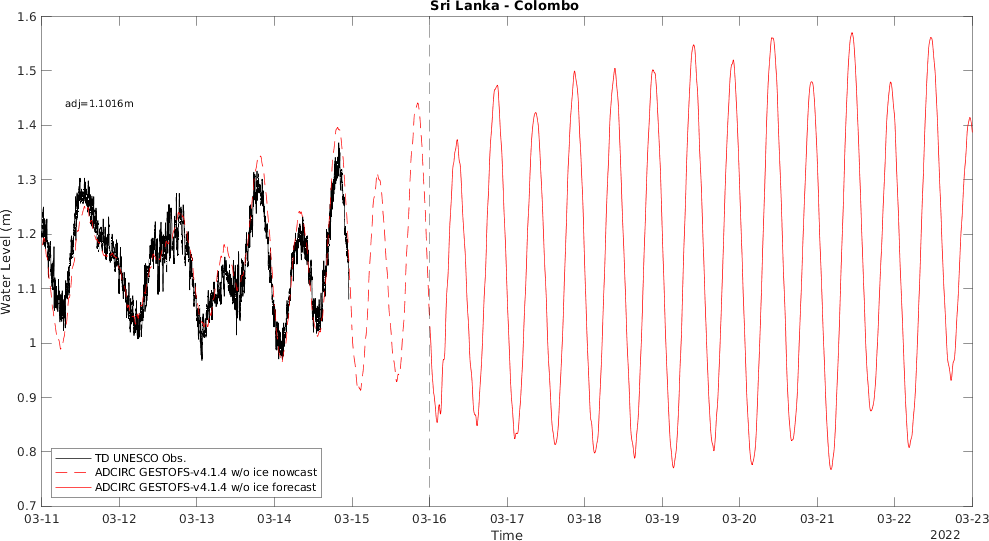 Sri Lanka - Colombo
1.6
1.5
1.4
1.3
1.2
1.1
1
0.9
0.8
0.7
Water Level (m)
adj=1.1016m
TD UNESCO Obs.
ADCIRC GESTOFS-v4.1.4 w/o ice nowcast
ADCIRC GESTOFS-v4.1.4 w/o ice forecast
03-11 03-12 03-13 03-14 03-15 03-16 03-17 03-18 03-19 03-20 03-21 03-22 03-23
Time
2022